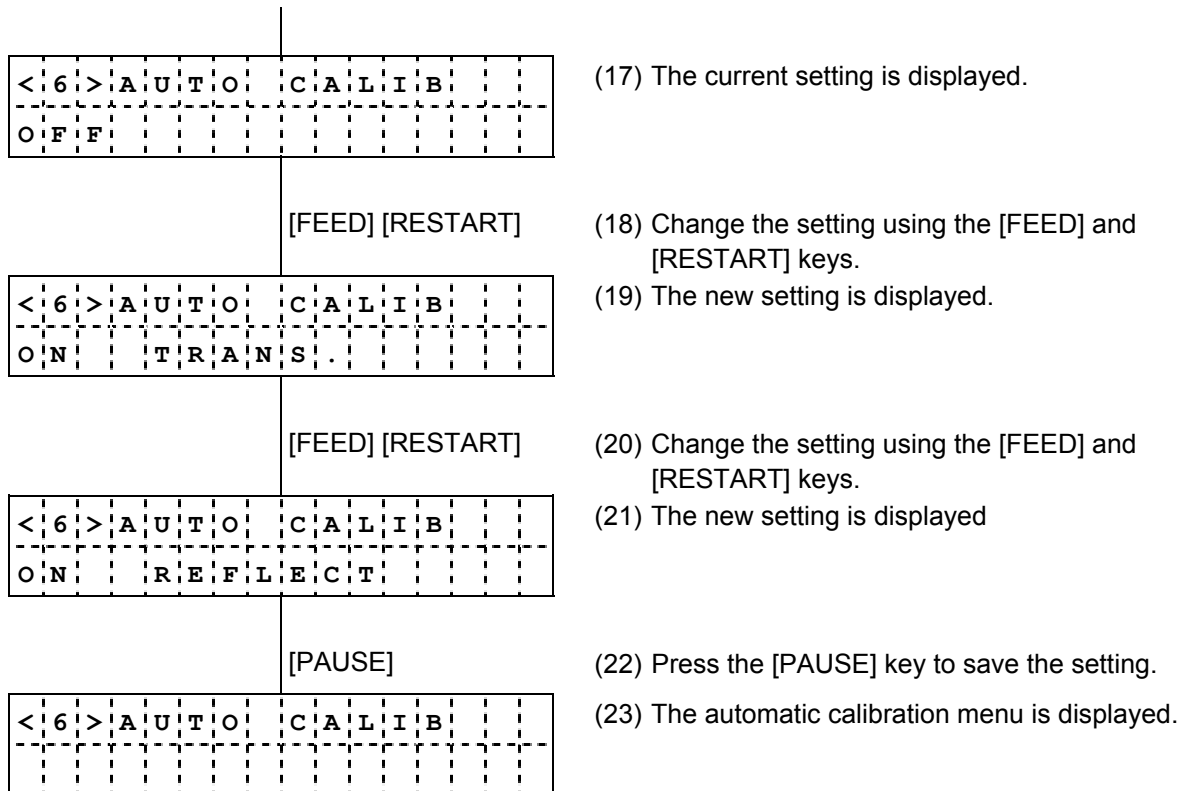 <6>AUTO CALIB
OFF
(17) The current setting is displayed.
[FEED] [RESTART]
(18) Change the setting using the [FEED] and
[RESTART] keys.
<6>AUTO CALIB
ON  TRANS.
(19) The new setting is displayed.
[FEED] [RESTART]
(20) Change the setting using the [FEED] and
[RESTART] keys.
<6>AUTO CALIB
ON  REFLECT
(21) The new setting is displayed
[PAUSE]
(22) Press the [PAUSE] key to save the setting.
<6>AUTO CALIB
(23) The automatic calibration menu is displayed.